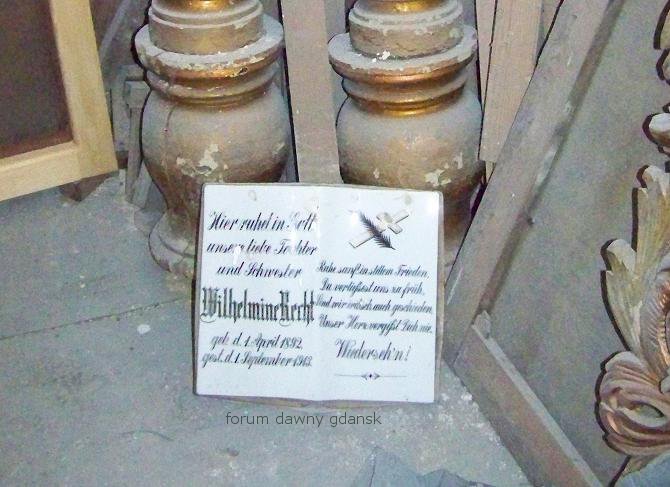 Hier ruhet in Gott
unsere liebe Tochter
und Schwester
Wilhelmine Recht
geb. d. 1. April 1892
gest. d. 1. September 1913.
Ruhe sanft in stillem Frieden,
Du verließest uns zu früh,
Sind wir irdisch auch geschieden,
Unser Herz vergißt Dich nie.
Wiederseh'n!
forum dawny gdansk